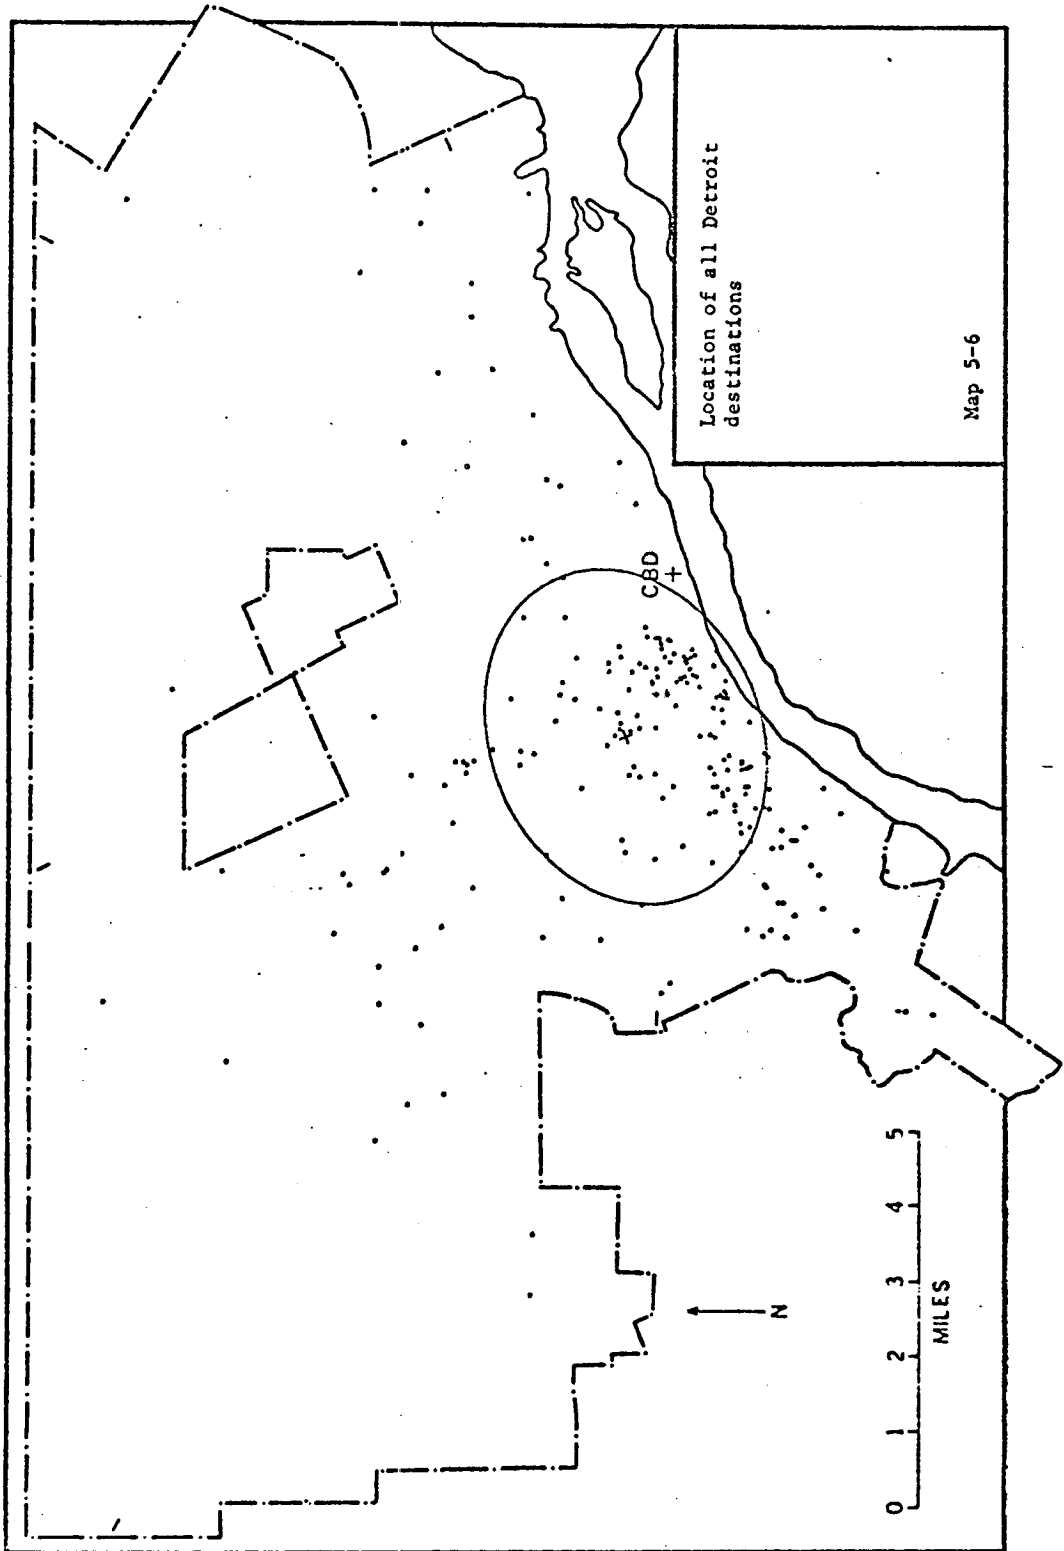 CBD
Location of all Detroit
destinations
Map 5-6
N
0 1 2 3 4 5
MILES